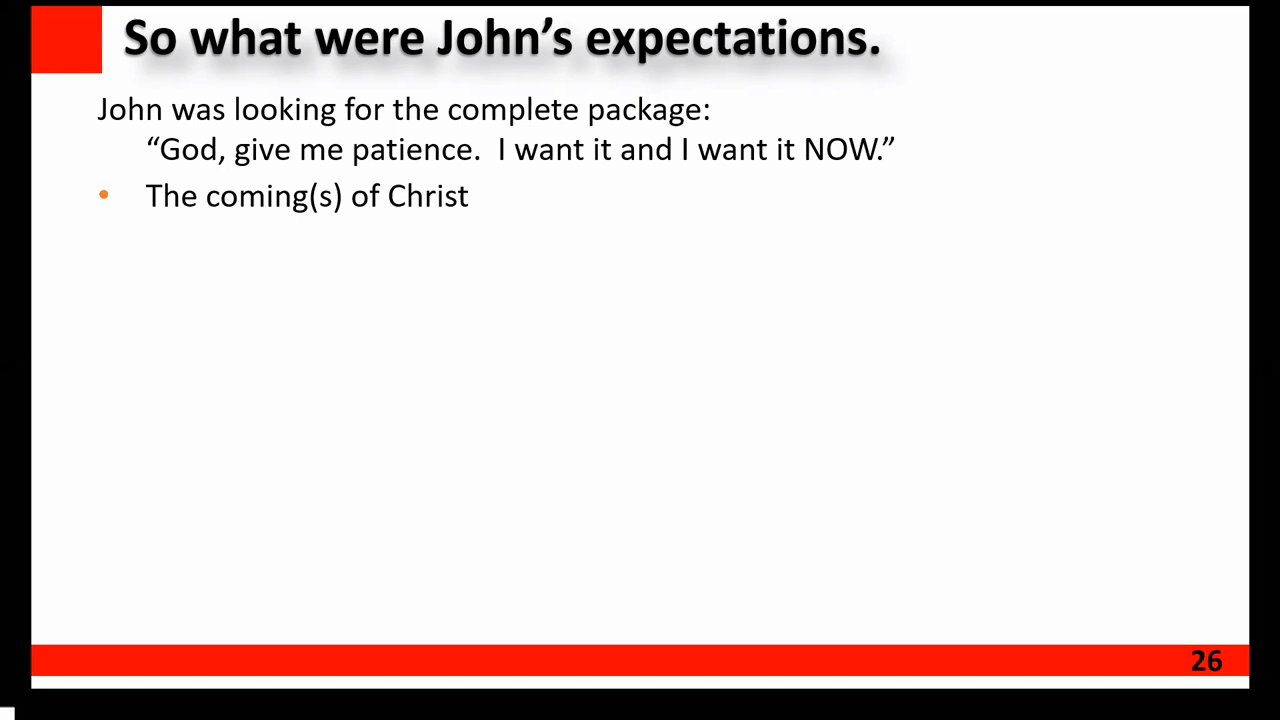 So what were John’s expectations.
John was looking for the complete package:
“God, give me patience.  I want it and I want it NOW.”
• The coming(s) of Christ
26